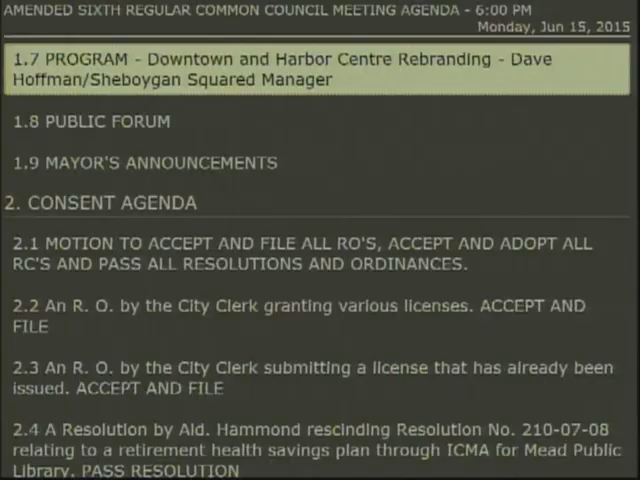 AMENDED SIXTH REGULAR COMMON COUNCIL MEETING AGENDA - 6:00 PM
Monday, Jun 15, 2015
1.7 PROGRAM - Downtown and Harbor Centre Rebranding - Dave
Hoffman/Sheboygan Squared Manager
1.8 PUBLIC FORUM
1.9 MAYOR'S ANNOUNCEMENTS
2. CONSENT AGENDA
2.1 MOTION TO ACCEPT AND FILE ALL RO'S, ACCEPT AND ADOPT ALL
RC'S AND PASS ALL RESOLUTIONS AND ORDINANCES.
2.2 An R. O. by the City Clerk granting various licenses. ACCEPT AND
FILE
2.3 An R. O. by the City Clerk submitting a license that has already been
issued. ACCEPT AND FILE
2.4 A Resolution by Ald. Hammond rescinding Resolution No. 210-07-08
relating to a retirement health savings plan through ICMA for Mead Public
Library. PASS RESOLUTION